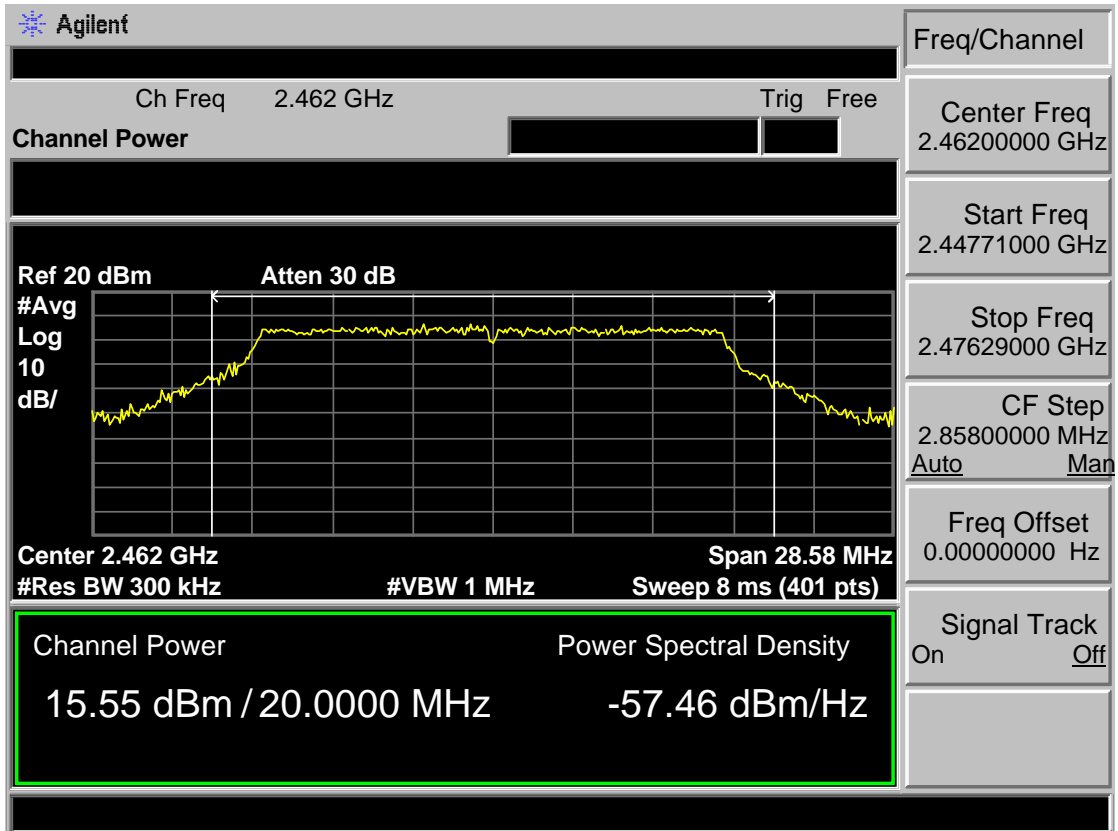 Agilent
Freq/Channel
Ch Freq 2.462 GHz Trig Free
Channel Power
Center Freq
2.46200000 GHz
Start Freq
2.44771000 GHz
Stop Freq
2.47629000 GHz
CF Step
2.85800000 MHz
Auto Man
Freq Offset
0.00000000 Hz
Signal Track
On Off
Ref 20 dBm Atten 30 dB
#Avg
Log
10
dB/
Center 2.462 GHz Span 28.58 MHz
#Res BW 300 kHz #VBW 1 MHz Sweep 8 ms (401 pts)
Channel Power Power Spectral Density
15.55 dBm / 20.0000 MHz -57.46 dBm/Hz